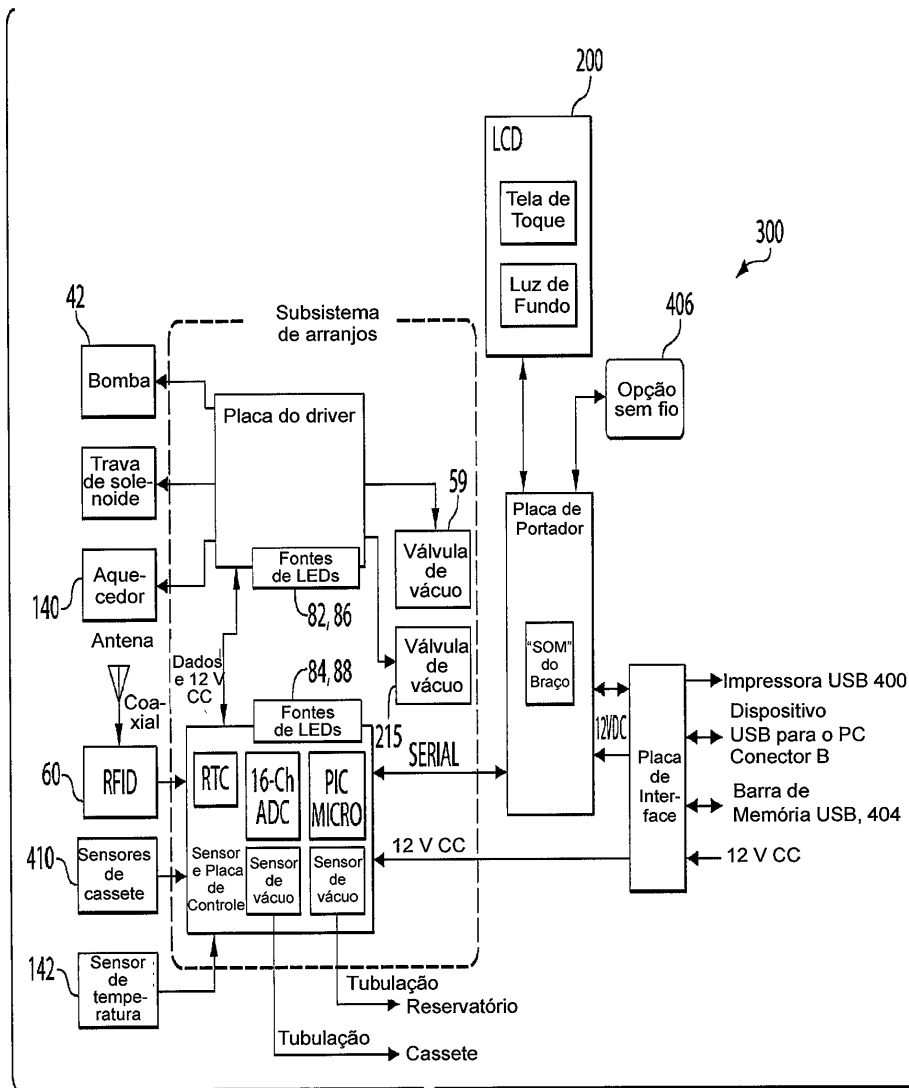 200
LCD
Tela de
Toque
Luz de
Fundo
300
406
Opção
sem fio
42
Bomba
Subsistema
de arranjos
Placa do driver
Trava
de sole-
noide
59
Válvula
de
vácuo
Placa de
Portador
140
Aque-
cedor
Fontes
de LEDs
82, 86
Antena
Dados
e 12 V
CC
84, 88
Válvula
de
vácuo
"SOM"
do
Braço
Coa-
xial
Fontes
de LEDs
215
SERIAL
12VDC
Placa
de
Inter-
face
Impressora USB 400
Dispositivo
USB para o PC
Conector B
Barra de
Memória USB, 404
12 V CC
60
RFID
RTC
16-Ch
ADC
PIC
MICRO
12 V CC
410
Sensores
de
cassete
Sensor
e Placa
de
Controle
Sensor
de
vácuo
Sensor
de
vácuo
142
Sensor
de
tempe-
ratura
Tubulação
Reservatório
Tubulação
Cassete